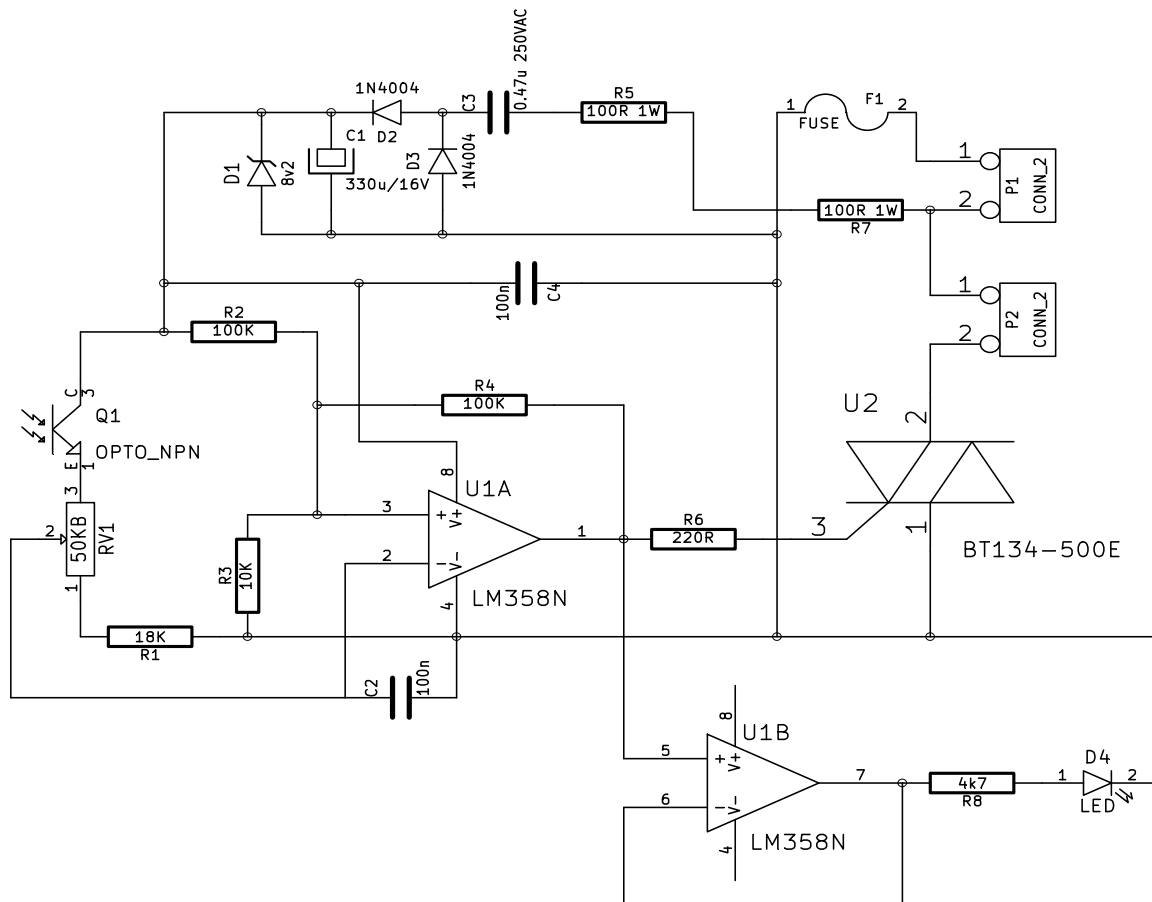 0.47u 250VAC
1N4004
C3
R5
100R 1W
1
F1
2
FUSE
C1
D2
D1
8v2
330u/16V
D3
1N4004
1
2
P1
CONN_2
100R 1W
R7
100n
C4
1
2
P2
CONN_2
R2
100K
R4
100K
C
3
Q1
OPTO_NPN
E
1
U2
2
3
1
BT134-500E
3
2
50KB
RV1
1
8
U1A
3
+
V+
2
−
V−
1
4
LM358N
R6
220R
R3
10K
18K
R1
C2
100n
8
U1B
5
+
V+
6
−
V−
7
4
LM358N
4k7
R8
1
D4
2
LED